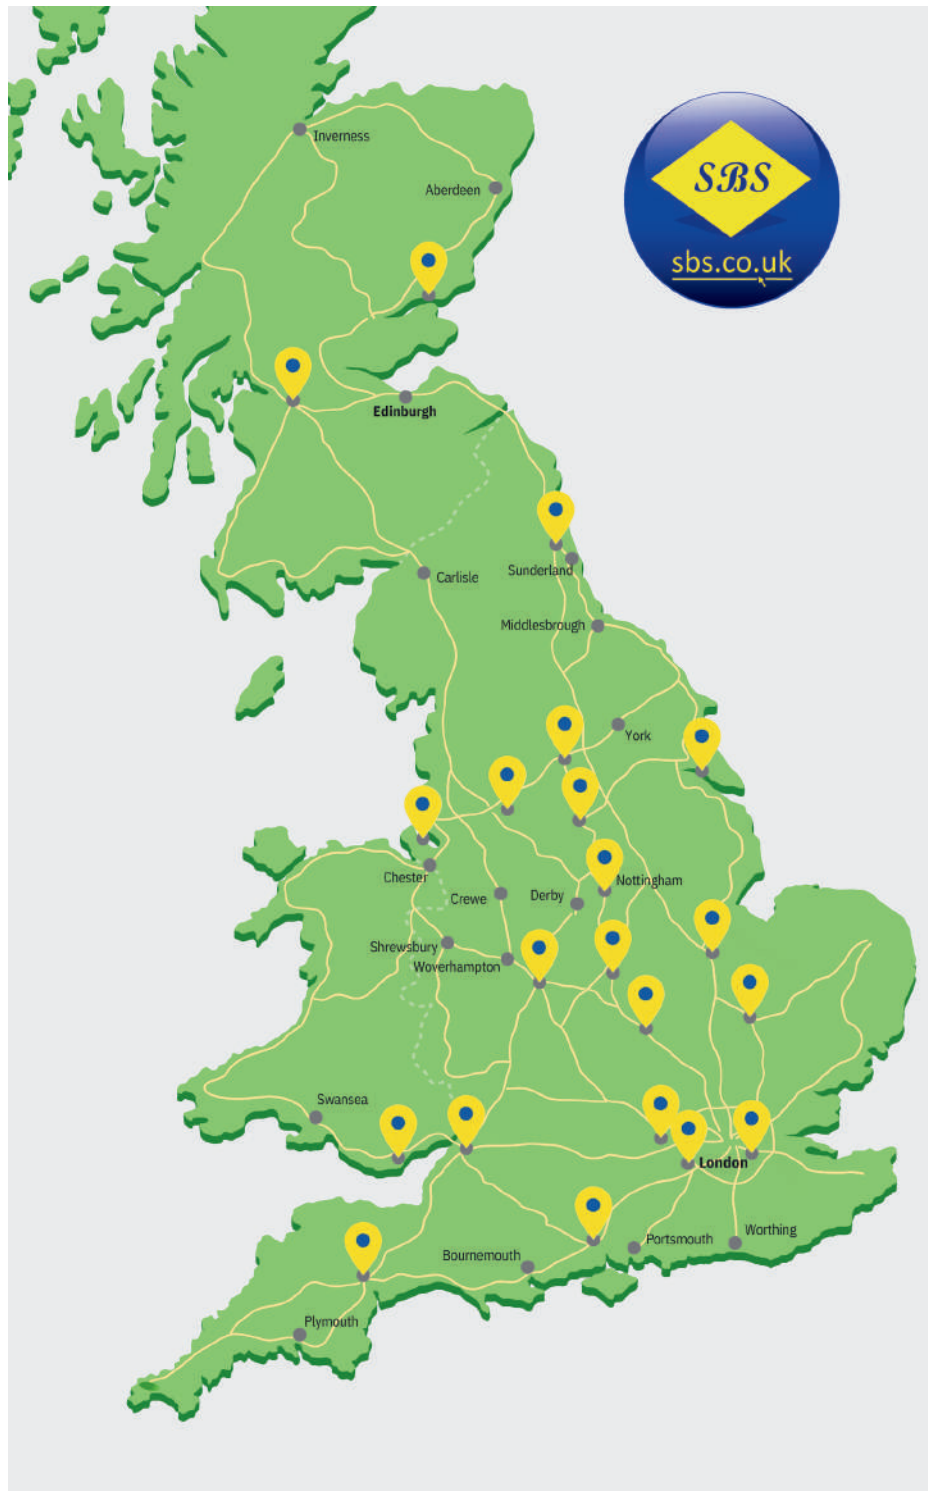 Inverness
Aberdeen
SBS
sbs.co.uk
Edinburgh
Sunderland
Carlisle
Middlesbrough
York
Chester
Nottingham
Crewe
Derby
Shrewsbury
Woverhampton
Swansea
London
Portsmouth
Worthing
Bournemouth
Plymouth